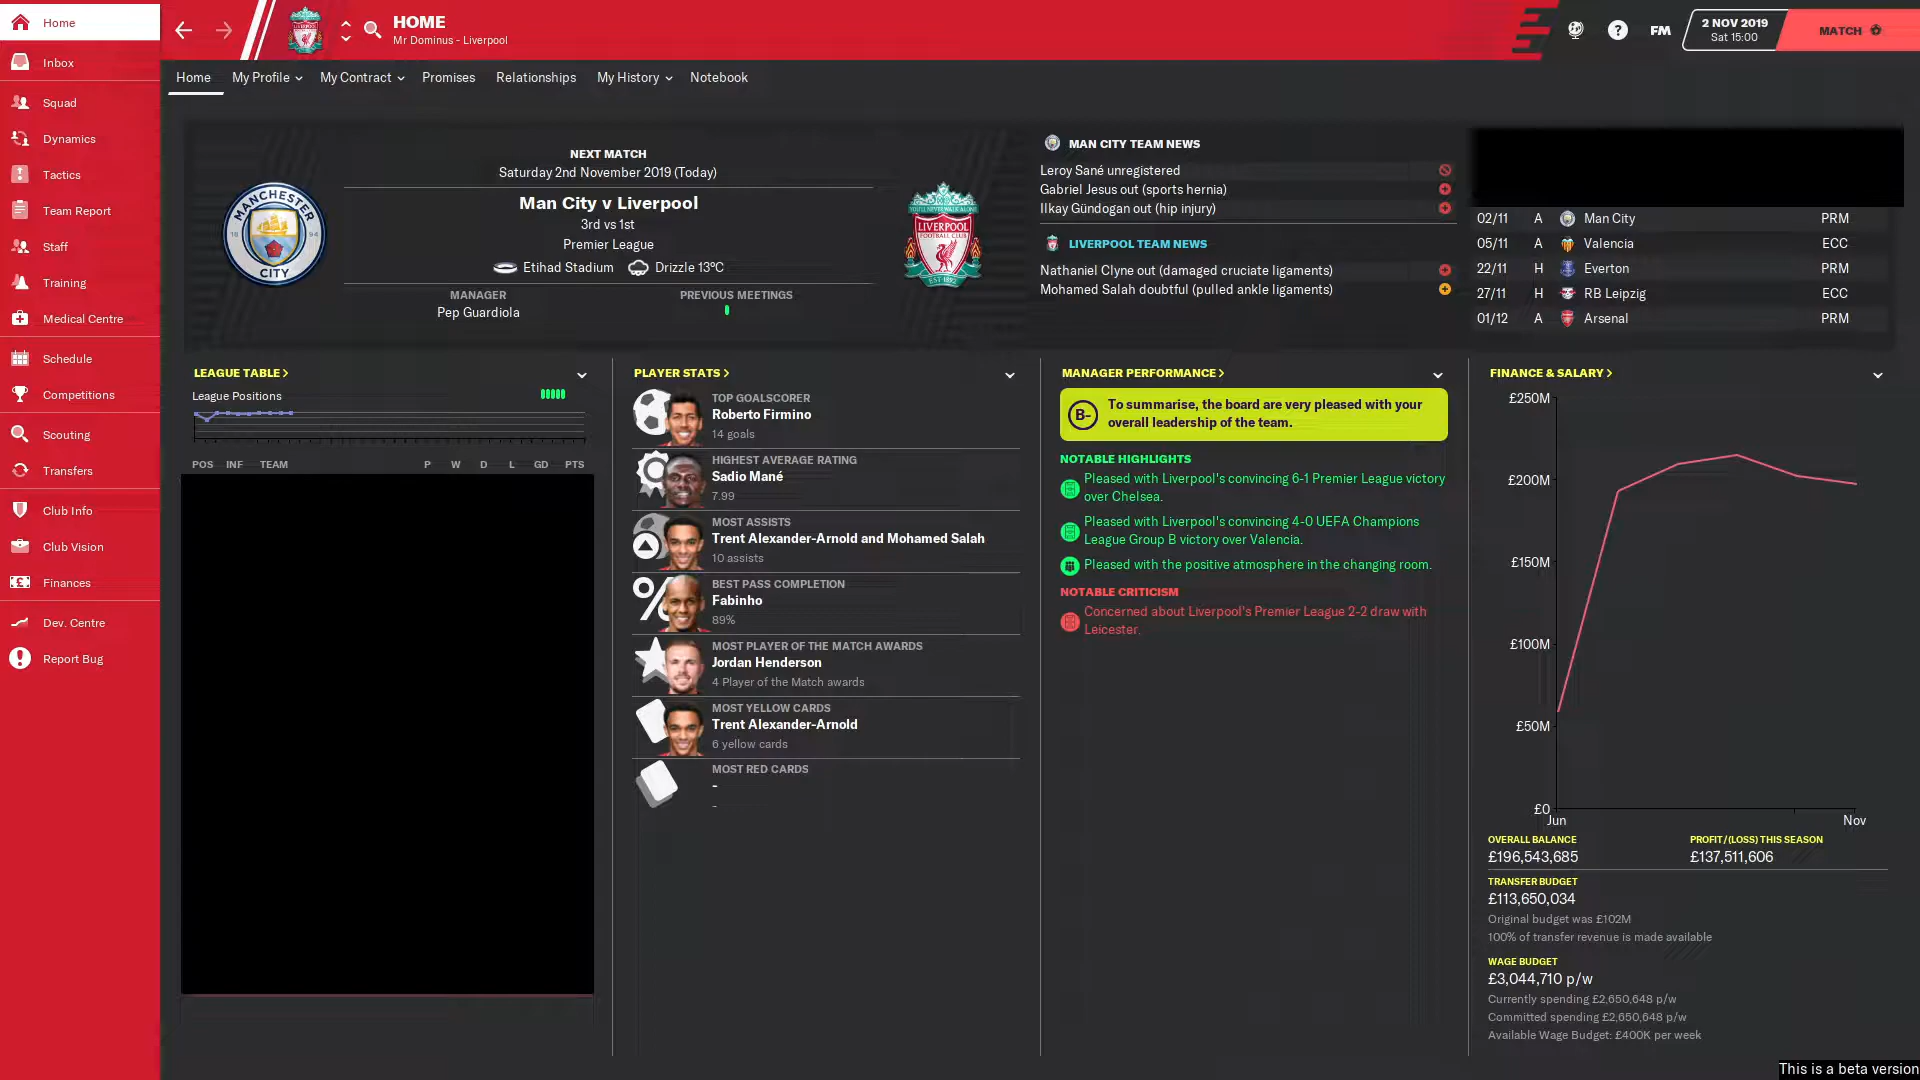 Home
Inbox
Squad
Dynamics
Tactics
Team Report
Staff
Training
Medical Centre
Schedule
Competitions
Scouting
Transfers
Club Info
Club Vision
Finances
Dev. Centre
Report Bug
HOME
Mr Dominus - Liverpool
FM
2 NOV 2019
Sat 15:00
MATCH
Home
My Profile
My Contract
Promises
Relationships
My History
Notebook
MANCHESTER
18 94
CITY
NEXT MATCH
Saturday 2nd November 2019 (Today)
Man City v Liverpool
3rd vs 1st
Premier League
Etihad Stadium Drizzle 13ºC
MANAGER
Pep Guardiola
PREVIOUS MEETINGS
YOU'LL NEVER WALK ALONE
LIVERPOOL
FOOTBALL CLUB
EST 1892
MAN CITY TEAM NEWS
Leroy Sané unregistered
Gabriel Jesus out (sports hernia)
Ilkay Gündogan out (hip injury)
LIVERPOOL TEAM NEWS
Nathaniel Clyne out (damaged cruciate ligaments)
Mohamed Salah doubtful (pulled ankle ligaments)
02/11 A Man City PRM
05/11 A Valencia ECC
22/11 H Everton PRM
27/11 H RB Leipzig ECC
01/12 A Arsenal PRM
LEAGUE TABLE
League Positions
POS INF TEAM P W D L GD PTS
PLAYER STATS
TOP GOALSCORER
Roberto Firmino
14 goals
HIGHEST AVERAGE RATING
Sadio Mané
7.99
MOST ASSISTS
Trent Alexander-Arnold and Mohamed Salah
10 assists
BEST PASS COMPLETION
Fabinho
89%
MOST PLAYER OF THE MATCH AWARDS
Jordan Henderson
4 Player of the Match awards
MOST YELLOW CARDS
Trent Alexander-Arnold
6 yellow cards
MOST RED CARDS
-
-
MANAGER PERFORMANCE
B-
To summarise, the board are very pleased with your
overall leadership of the team.
NOTABLE HIGHLIGHTS
Pleased with Liverpool's convincing 6-1 Premier League victory
over Chelsea.
Pleased with Liverpool's convincing 4-0 UEFA Champions
League Group B victory over Valencia.
Pleased with the positive atmosphere in the changing room.
NOTABLE CRITICISM
Concerned about Liverpool's Premier League 2-2 draw with
Leicester.
FINANCE & SALARY
£250M
£200M
£150M
£100M
£50M
£0
Jun Nov
OVERALL BALANCE
£196,543,685
PROFIT/(LOSS) THIS SEASON
£137,511,606
TRANSFER BUDGET
£113,650,034
Original budget was £102M
100% of transfer revenue is made available
WAGE BUDGET
£3,044,710 p/w
Currently spending £2,650,648 p/w
Committed spending £2,650,648 p/w
Available Wage Budget: £400K per week
This is a beta version